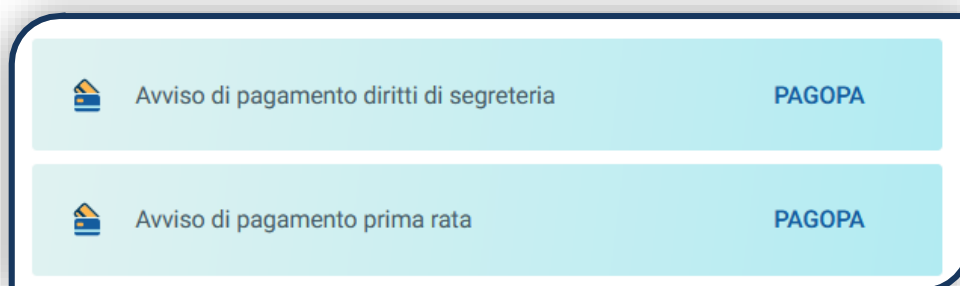 Avviso di pagamento diritti di segreteria PAGOPA
Avviso di pagamento prima rata PAGOPA